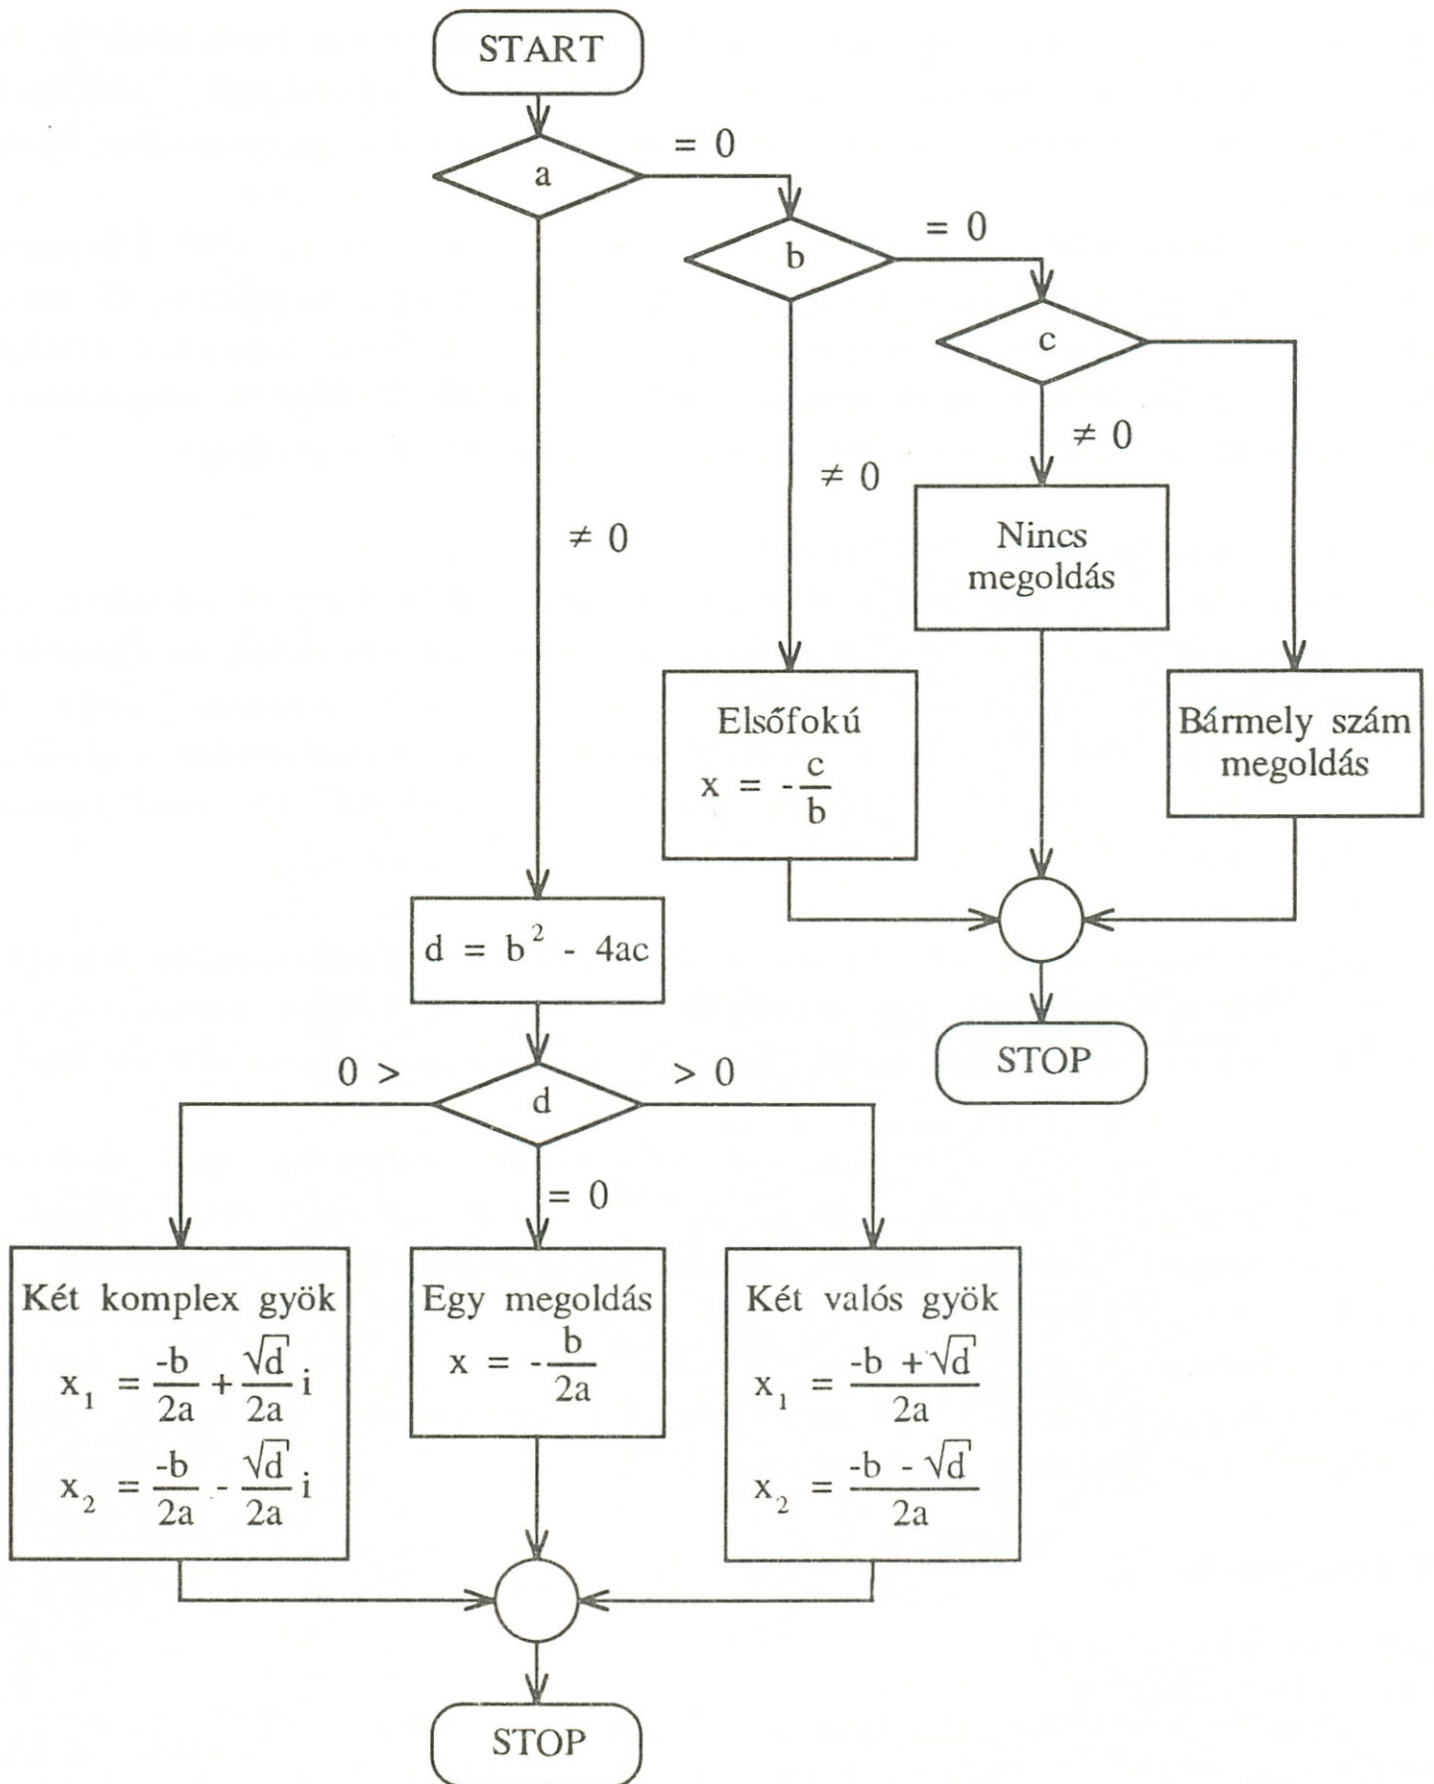 START
= 0
a
= 0
b
c
≠ 0
≠ 0
Nincs
megoldás
≠ 0
Elsőfokú
x = -c/b
Bármely szám
megoldás
d = b² - 4ac
STOP
0 >
> 0
d
= 0
Két komplex gyök
x₁ = -b/2a + √d/2a i
x₂ = -b/2a - √d/2a i
Egy megoldás
x = -b/2a
Két valós gyök
x₁ = -b + √d/2a
x₂ = -b - √d/2a
STOP